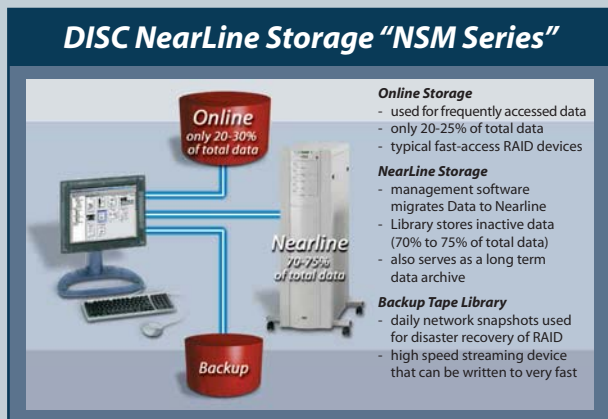 DISC NearLine Storage “NSM Series”
Online
only 20-30%
of total data
Nearline
70-75%
of total data
Backup
Online Storage
- used for frequently accessed data
- only 20-25% of total data
- typical fast-access RAID devices
NearLine Storage
- management software
migrates Data to Nearline
- Library stores inactive data
(70% to 75% of total data)
- also serves as a long term
data archive
Backup Tape Library
- daily network snapshots used
for disaster recovery of RAID
- high speed streaming device
that can be written to very fast